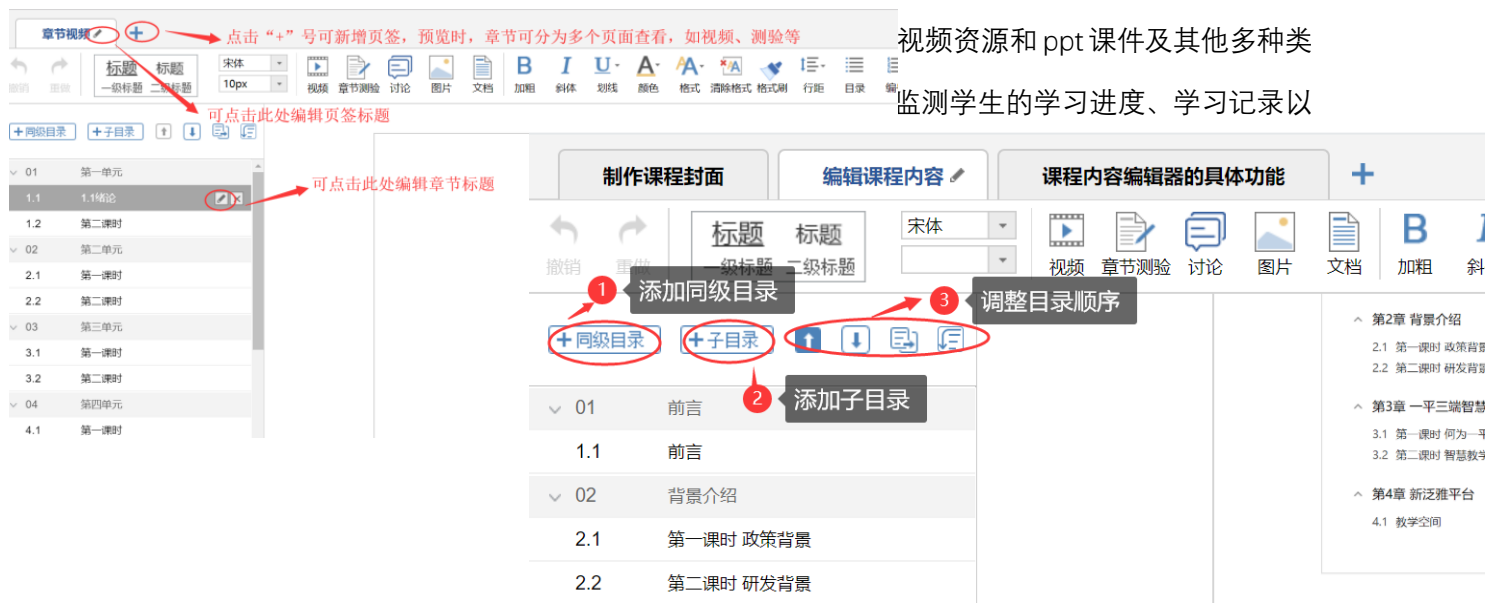 章节视频
点击“+”号可新增页签，预览时，章节可分为多个页面查看，如视频、测验等
撤销 重做
标题 标题
一级标题 二级标题
宋体
10px
视频 章节测验 讨论 图片 文档 加粗 斜体 划线 颜色 格式 清除格式 格式刷 行距 目录
可点击此处编辑页签标题
+同级目录 +子目录
01 第一单元
1.1 1.1绪论
可点击此处编辑章节标题
1.2 第二课时
02 第二单元
2.1 第一课时
2.2 第二课时
03 第三单元
3.1 第一课时
3.2 第二课时
04 第四单元
4.1 第一课时
视频资源和 ppt 课件及其他多种类
监测学生的学习进度、学习记录以
制作课程封面 编辑课程内容 课程内容编辑器的具体功能
撤销 重做
标题 标题
一级标题 二级标题
宋体
视频 章节测验 讨论 图片 文档 加粗
1 添加同级目录
3 调整目录顺序
+同级目录 +子目录
2 添加子目录
01 前言
1.1 前言
02 背景介绍
2.1 第一课时 政策背景
2.2 第二课时 研发背景
第2章 背景介绍
2.1 第一课时 政策背景
2.2 第二课时 研发背景
第3章 一平三端智慧
3.1 第一课时 何为一平
3.2 第二课时 智慧教学
第4章 新泛雅平台
4.1 教学空间